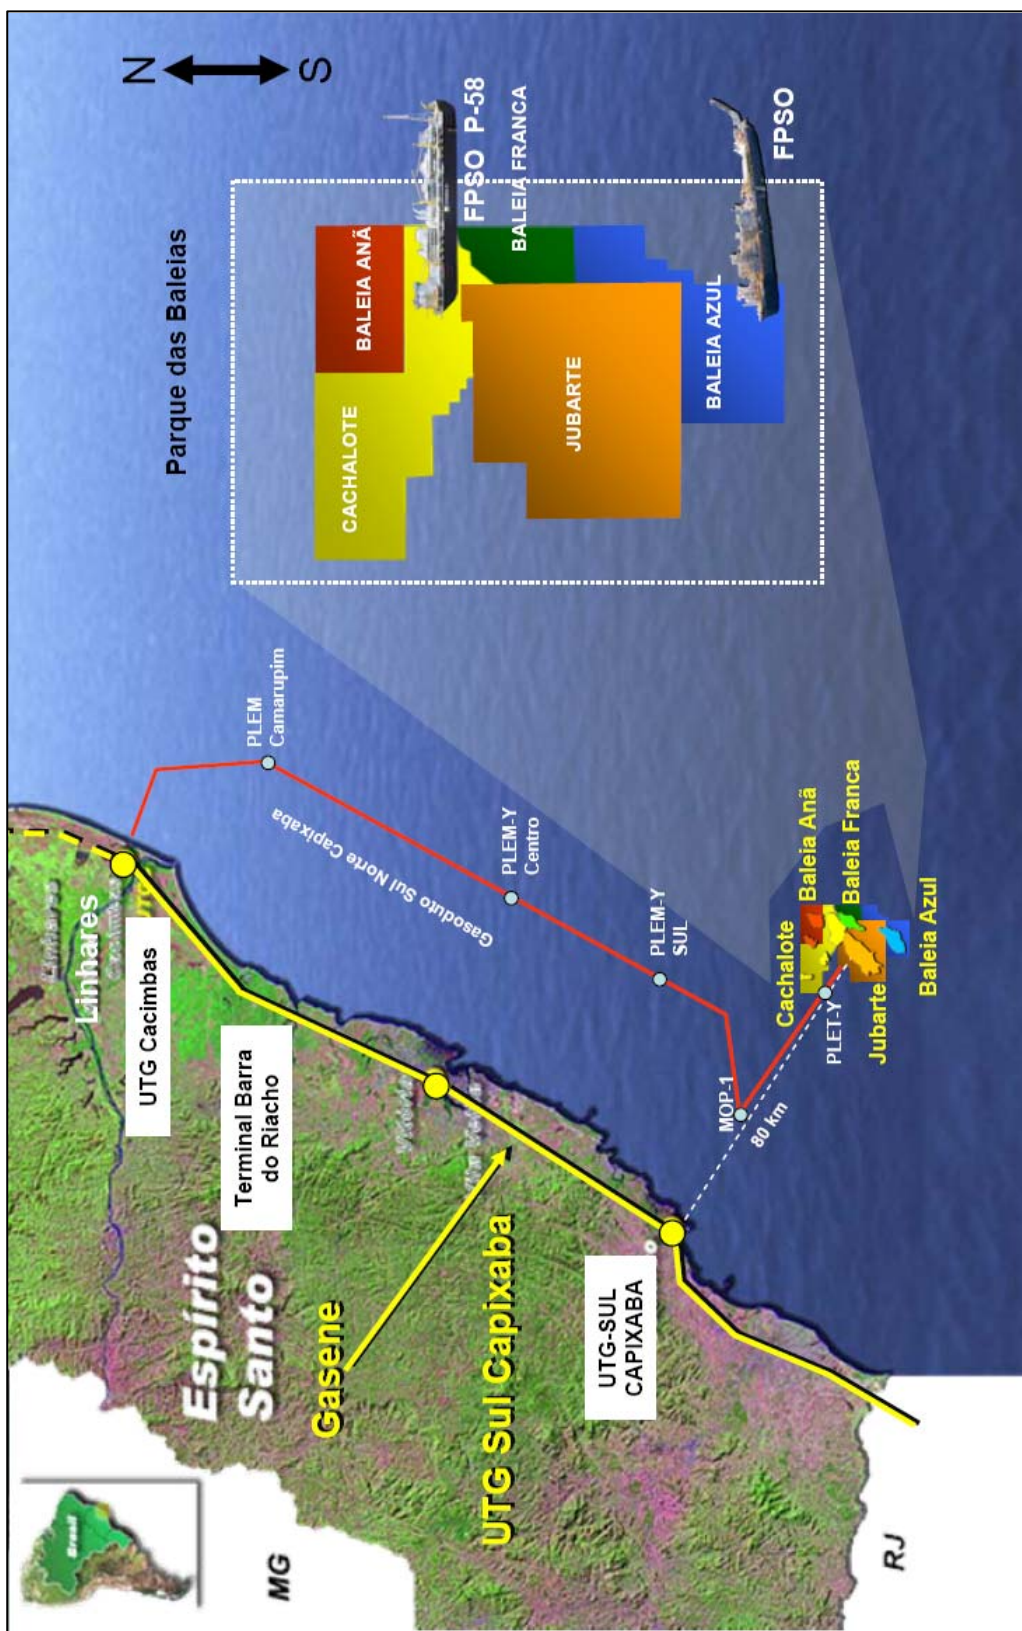 N
S
Parque das Baleias
BALEIA ANÃ
FPSO P-58
BALEIA FRANCA
CACHALOTE
JUBARTE
BALEIA AZUL
FPSO
PLEM
Camarupim
Gasoduto Sul Norte Capixaba
PLEM-Y
Centro
PLEM-Y
SUL
MOP-1
80 km
PLET-Y
Cachalote
Baleia Anã
Baleia Franca
Jubarte
Baleia Azul
Linhares
UTG Cacimbas
Terminal Barra
do Riacho
Espírito
Santo
Gasene
UTG Sul Capixaba
UTG-SUL
CAPIXABA
Brasil
MG
RJ